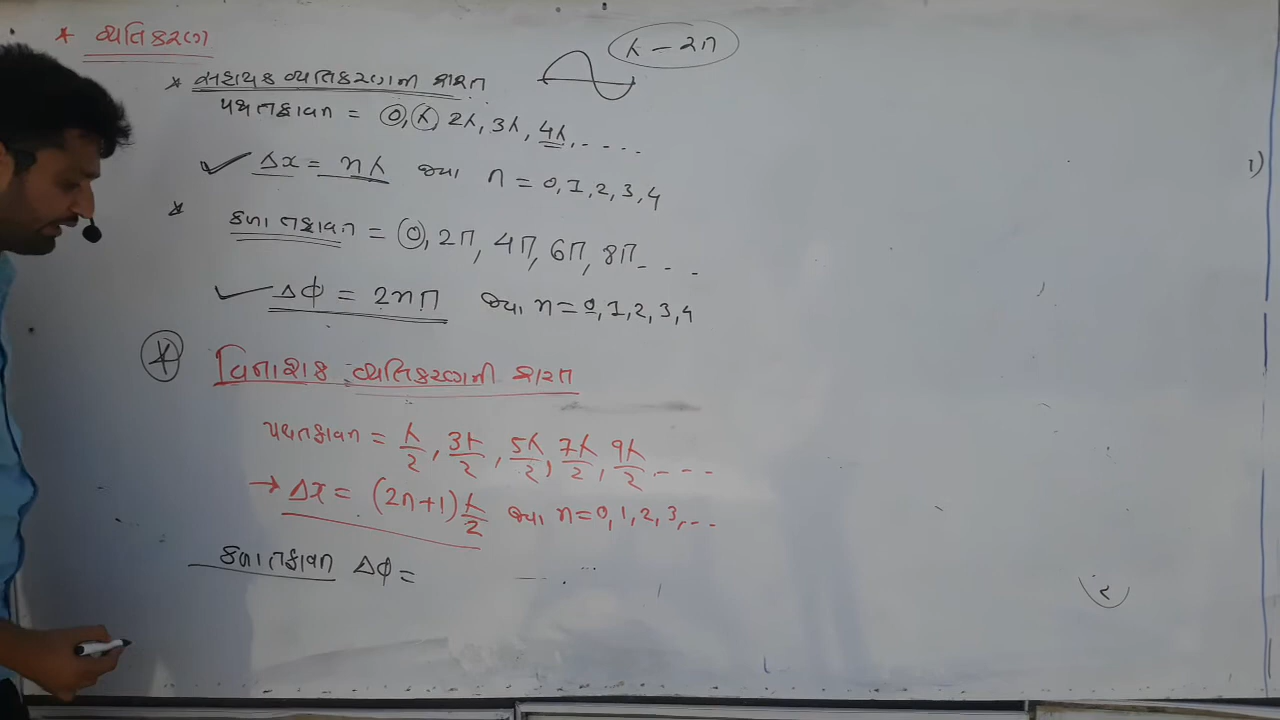 * વ્યતિકરણ
λ – 2π
* સહાયક વ્યતિકરણની શરત
પથતફાવત = 0, λ, 2λ, 3λ, 4λ, ....
Δx = nλ જ્યાં n = 0, 1, 2, 3, 4
1)
* કળાતફાવત = 0, 2π, 4π, 6π, 8π ....
Δϕ = 2nπ જ્યાં n = 0, 1, 2, 3, 4
* વિનાશક વ્યતિકરણની શરત
પથતફાવત = λ/2, 3λ/2, 5λ/2, 7λ/2, 9λ/2, ....
→ Δx = (2n+1) λ/2 જ્યાં n = 0, 1, 2, 3, ...
કળાતફાવત Δϕ =